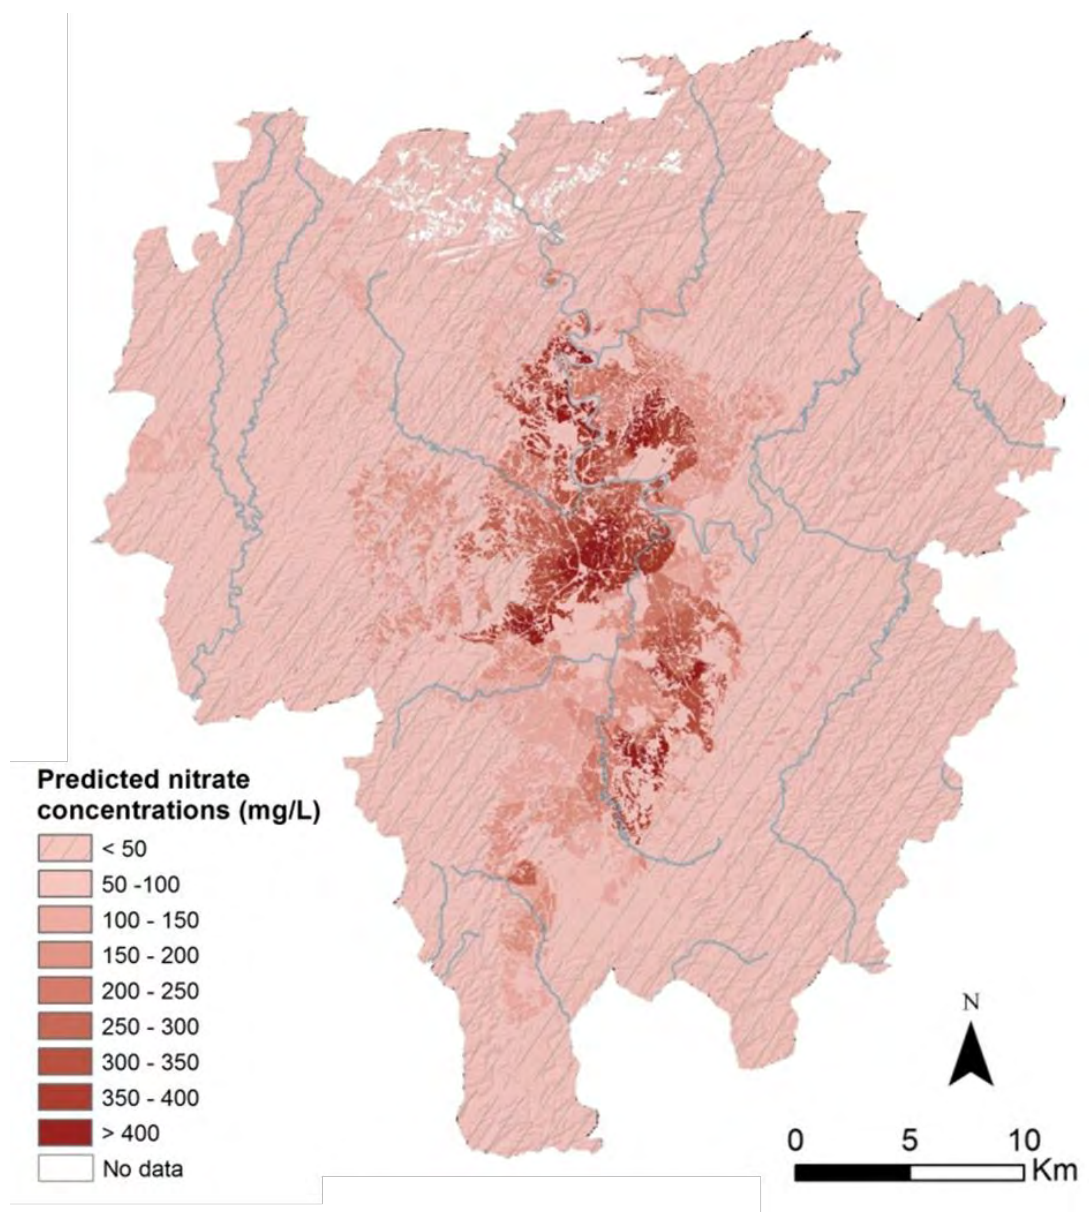 Predicted nitrate
concentrations (mg/L)
< 50
50 -100
100 - 150
150 - 200
200 - 250
250 - 300
300 - 350
350 - 400
> 400
No data
N
0 5 10
Km